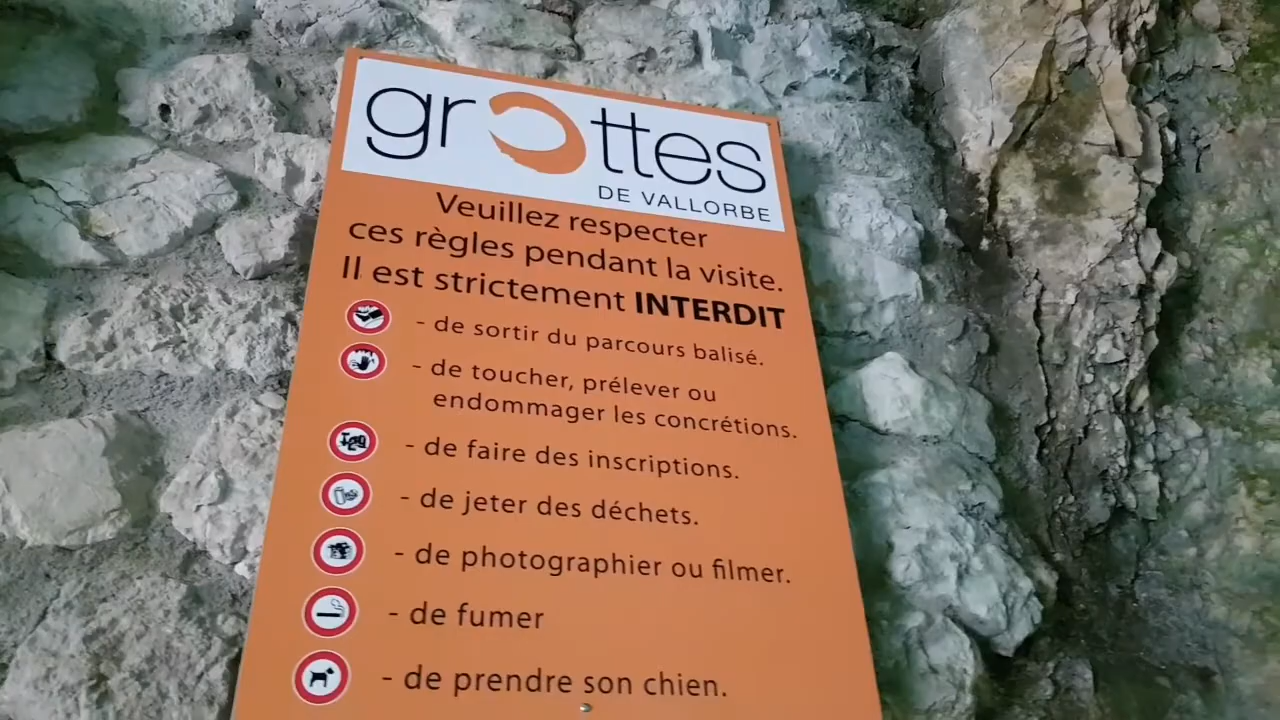 grottes
DE VALLORBE
Veuillez respecter
ces règles pendant la visite.
Il est strictement INTERDIT
- de sortir du parcours balisé.
- de toucher, prélever ou
endommager les concrétions.
- de faire des inscriptions.
- de jeter des déchets.
- de photographier ou filmer.
- de fumer
- de prendre son chien.